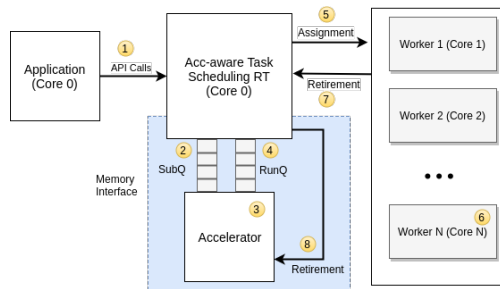 Application
(Core 0)
1
API Calls
Acc-aware Task
Scheduling RT
(Core 0)
5
Assignment
Retirement
7
Worker 1 (Core 1)
Worker 2 (Core 2)
6
Worker N (Core N)
Memory
Interface
2
SubQ
4
RunQ
3
Accelerator
8
Retirement